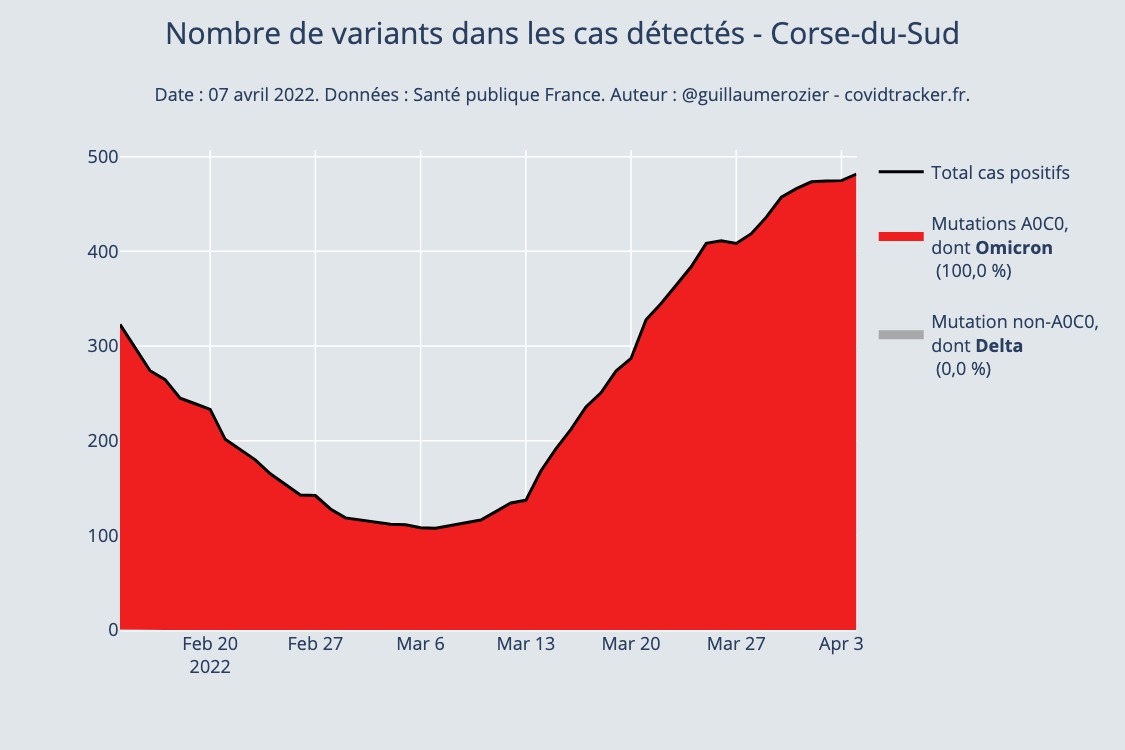 Nombre de variants dans les cas détectés - Corse-du-Sud
Date : 07 avril 2022. Données : Santé publique France. Auteur : @guillaumerozier - covidtracker.fr.
500
400
300
200
100
0
Feb 20
2022
Feb 27
Mar 6
Mar 13
Mar 20
Mar 27
Apr 3
Total cas positifs
Mutations A0C0,
dont Omicron
(100,0 %)
Mutation non-A0C0,
dont Delta
(0,0 %)